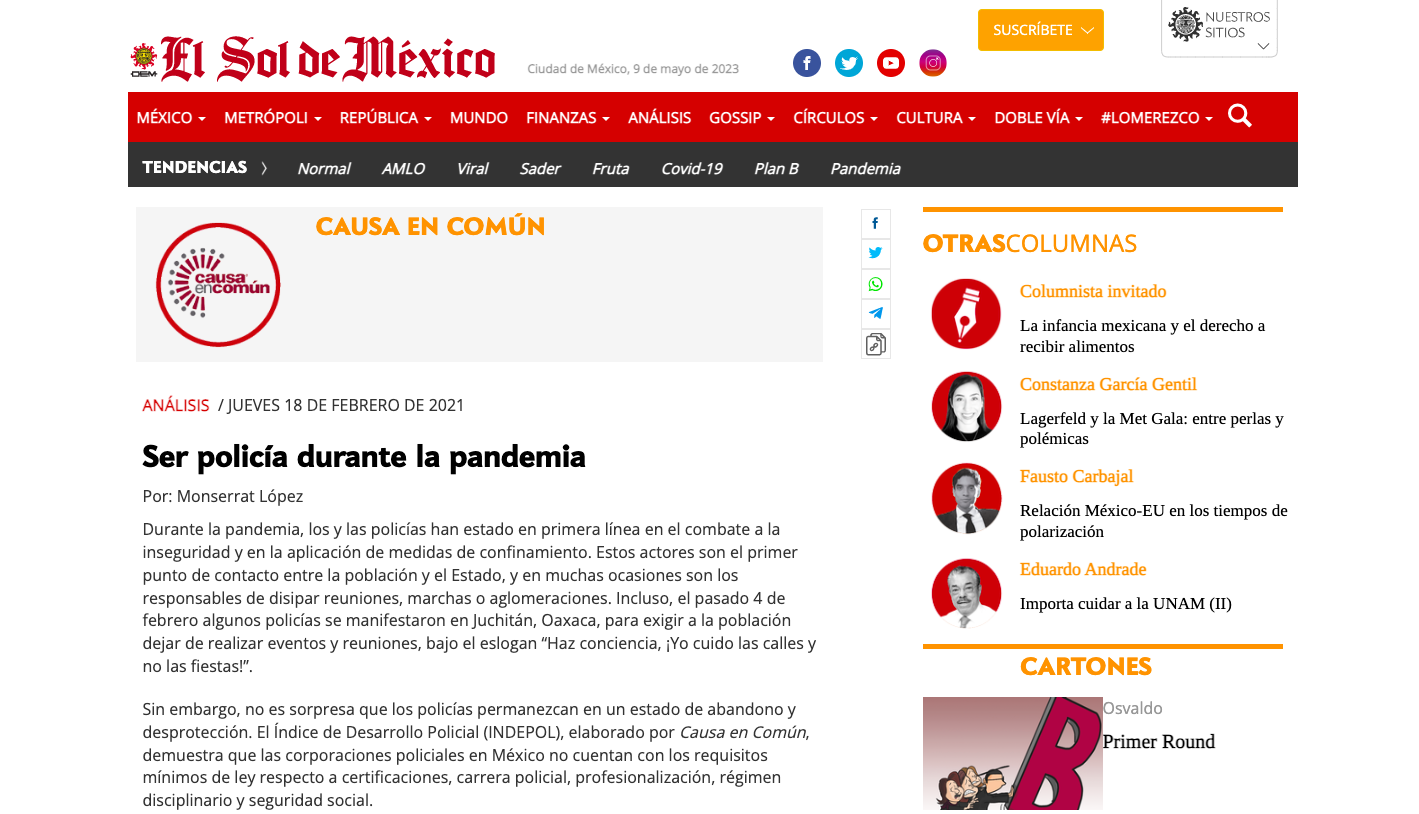 SUSCRÍBETE
NUESTROS
SITIOS
OEM
El Sol de México
Ciudad de México, 9 de mayo de 2023
MÉXICO METRÓPOLI REPÚBLICA MUNDO FINANZAS ANÁLISIS GOSSIP CÍRCULOS CULTURA DOBLE VÍA #LOMEREZCO
TENDENCIAS Normal AMLO Viral Sader Fruta Covid-19 Plan B Pandemia
CAUSA EN COMÚN
causa
en común
ANÁLISIS / JUEVES 18 DE FEBRERO DE 2021
Ser policía durante la pandemia
Por: Monserrat López
Durante la pandemia, los y las policías han estado en primera línea en el combate a la
inseguridad y en la aplicación de medidas de confinamiento. Estos actores son el primer
punto de contacto entre la población y el Estado, y en muchas ocasiones son los
responsables de disipar reuniones, marchas o aglomeraciones. Incluso, el pasado 4 de
febrero algunos policías se manifestaron en Juchitán, Oaxaca, para exigir a la población
dejar de realizar eventos y reuniones, bajo el eslogan “Haz conciencia, ¡Yo cuido las calles y
no las fiestas!”.
Sin embargo, no es sorpresa que los policías permanezcan en un estado de abandono y
desprotección. El Índice de Desarrollo Policial (INDEPOL), elaborado por Causa en Común,
demuestra que las corporaciones policiales en México no cuentan con los requisitos
mínimos de ley respecto a certificaciones, carrera policial, profesionalización, régimen
disciplinario y seguridad social.
OTRASCOLUMNAS
Columnista invitado
La infancia mexicana y el derecho a
recibir alimentos
Constanza García Gentil
Lagerfeld y la Met Gala: entre perlas y
polémicas
Fausto Carbajal
Relación México-EU en los tiempos de
polarización
Eduardo Andrade
Importa cuidar a la UNAM (II)
CARTONES
Osvaldo
Primer Round
B